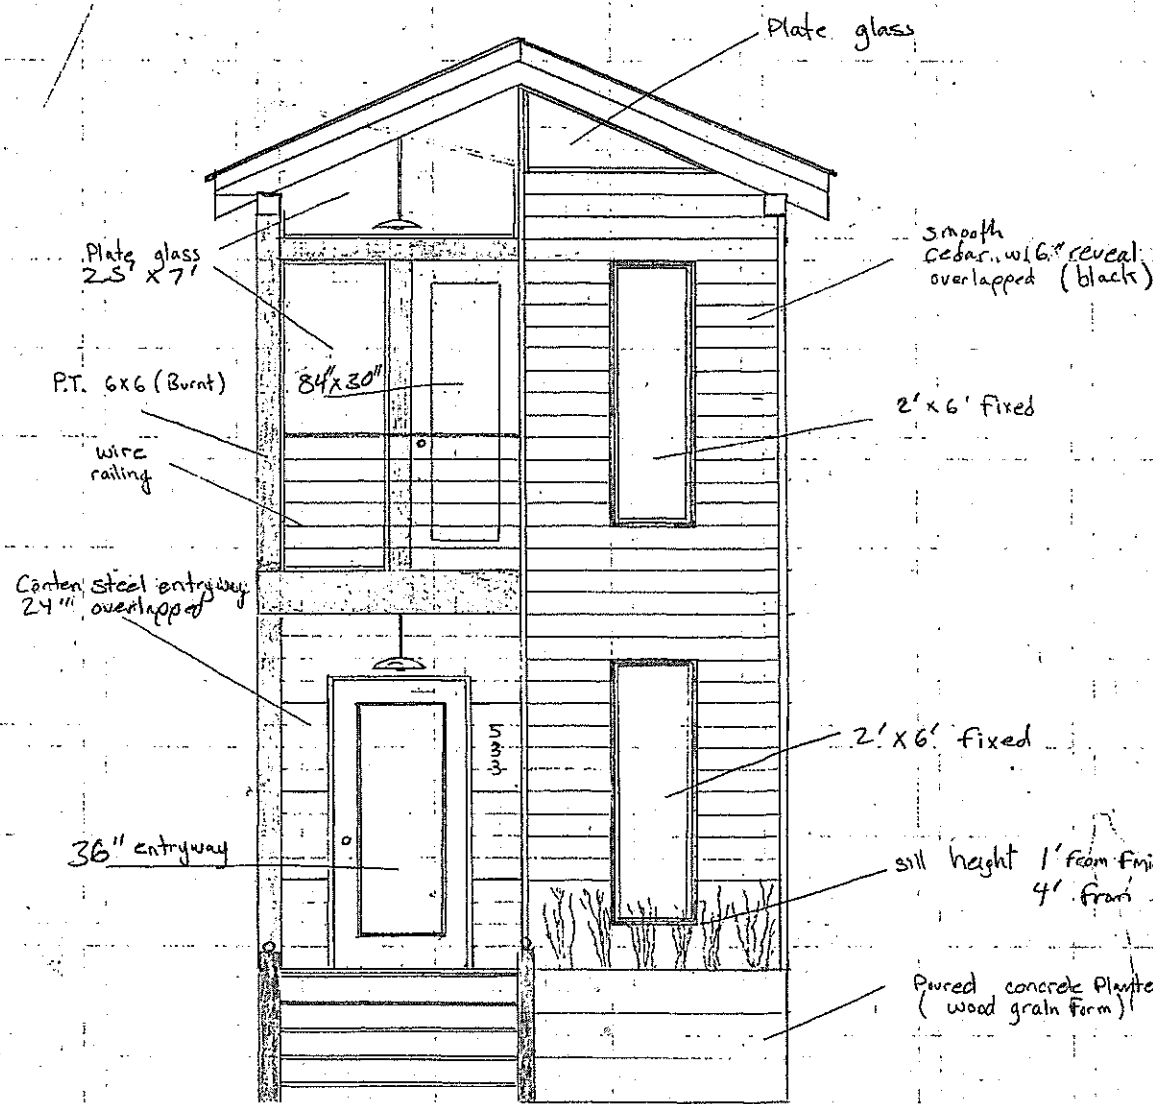 Plate glass
Plate glass
2.5' x 7'
smooth
cedar w/ 6" reveal
overlapped (black)
P.T. 6x6 (Burnt)
84" x 30"
2' x 6' fixed
wire
railing
Corten steel entryway
24" overlapped
5
3
3
2' x 6' fixed
36" entryway
sill height 1' from
4' from
Poured concrete Plante
(wood grain form)